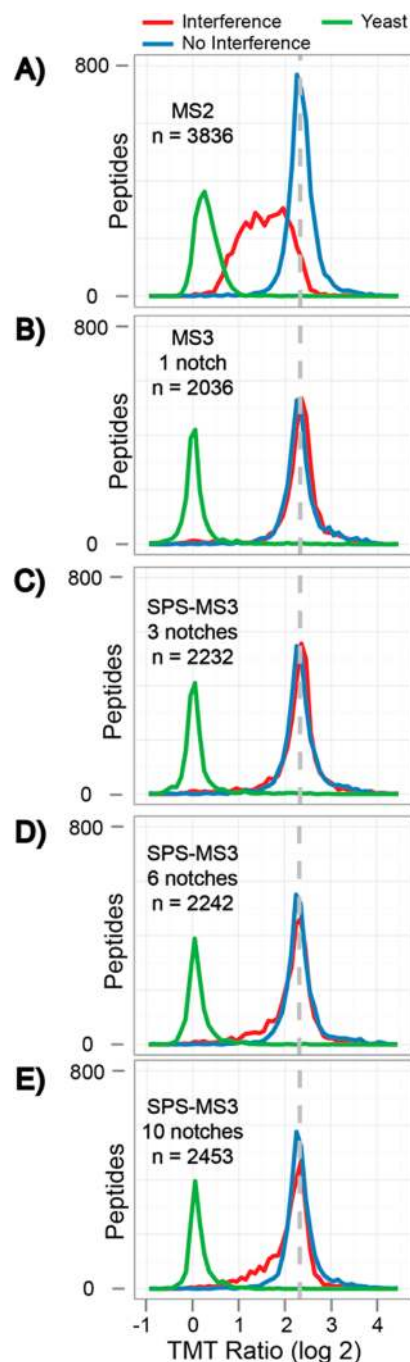 Interference
Yeast
No Interference
A)
800
MS2
n = 3836
Peptides
0
B)
800
MS3
1 notch
n = 2036
Peptides
0
C)
800
SPS-MS3
3 notches
n = 2232
Peptides
0
D)
800
SPS-MS3
6 notches
n = 2242
Peptides
0
E)
800
SPS-MS3
10 notches
n = 2453
Peptides
0
-1 0 1 2 3 4
TMT Ratio (log 2)